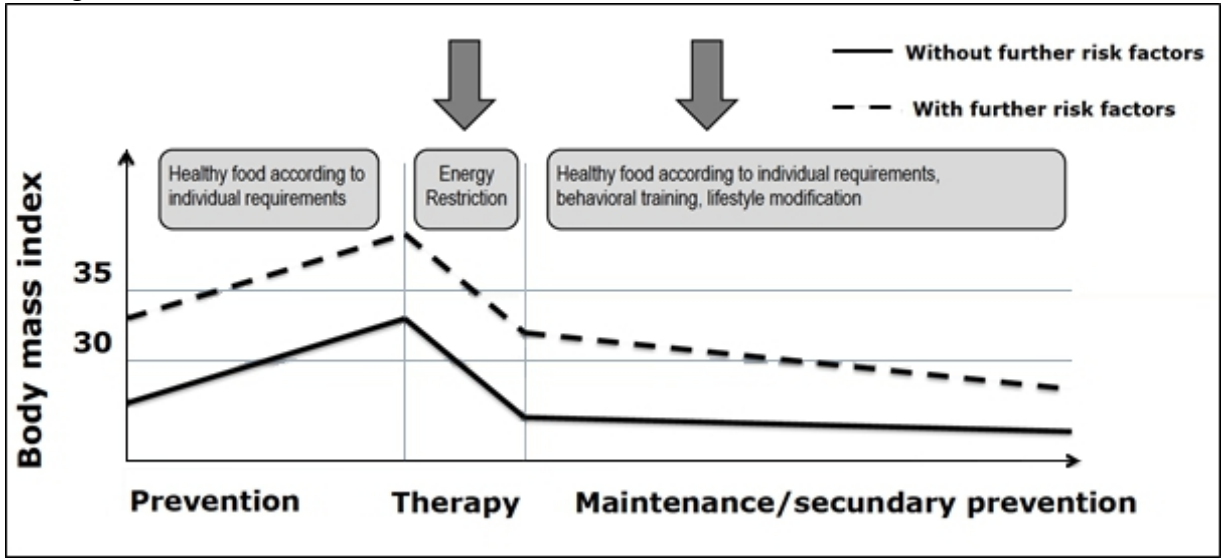 Without further risk factors
With further risk factors
Healthy food according to
individual requirements
Energy
Restriction
Healthy food according to individual requirements,
behavioral training, lifestyle modification
Body mass index
35
30
Prevention
Therapy
Maintenance/secundary prevention